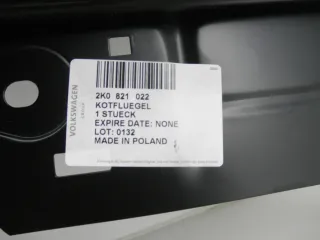 VOLKSWAGEN
2K0 821 022
KOTFLUEGEL
1 STUECK
EXPIRE DATE: NONE
LOT: 0132
MADE IN POLAND